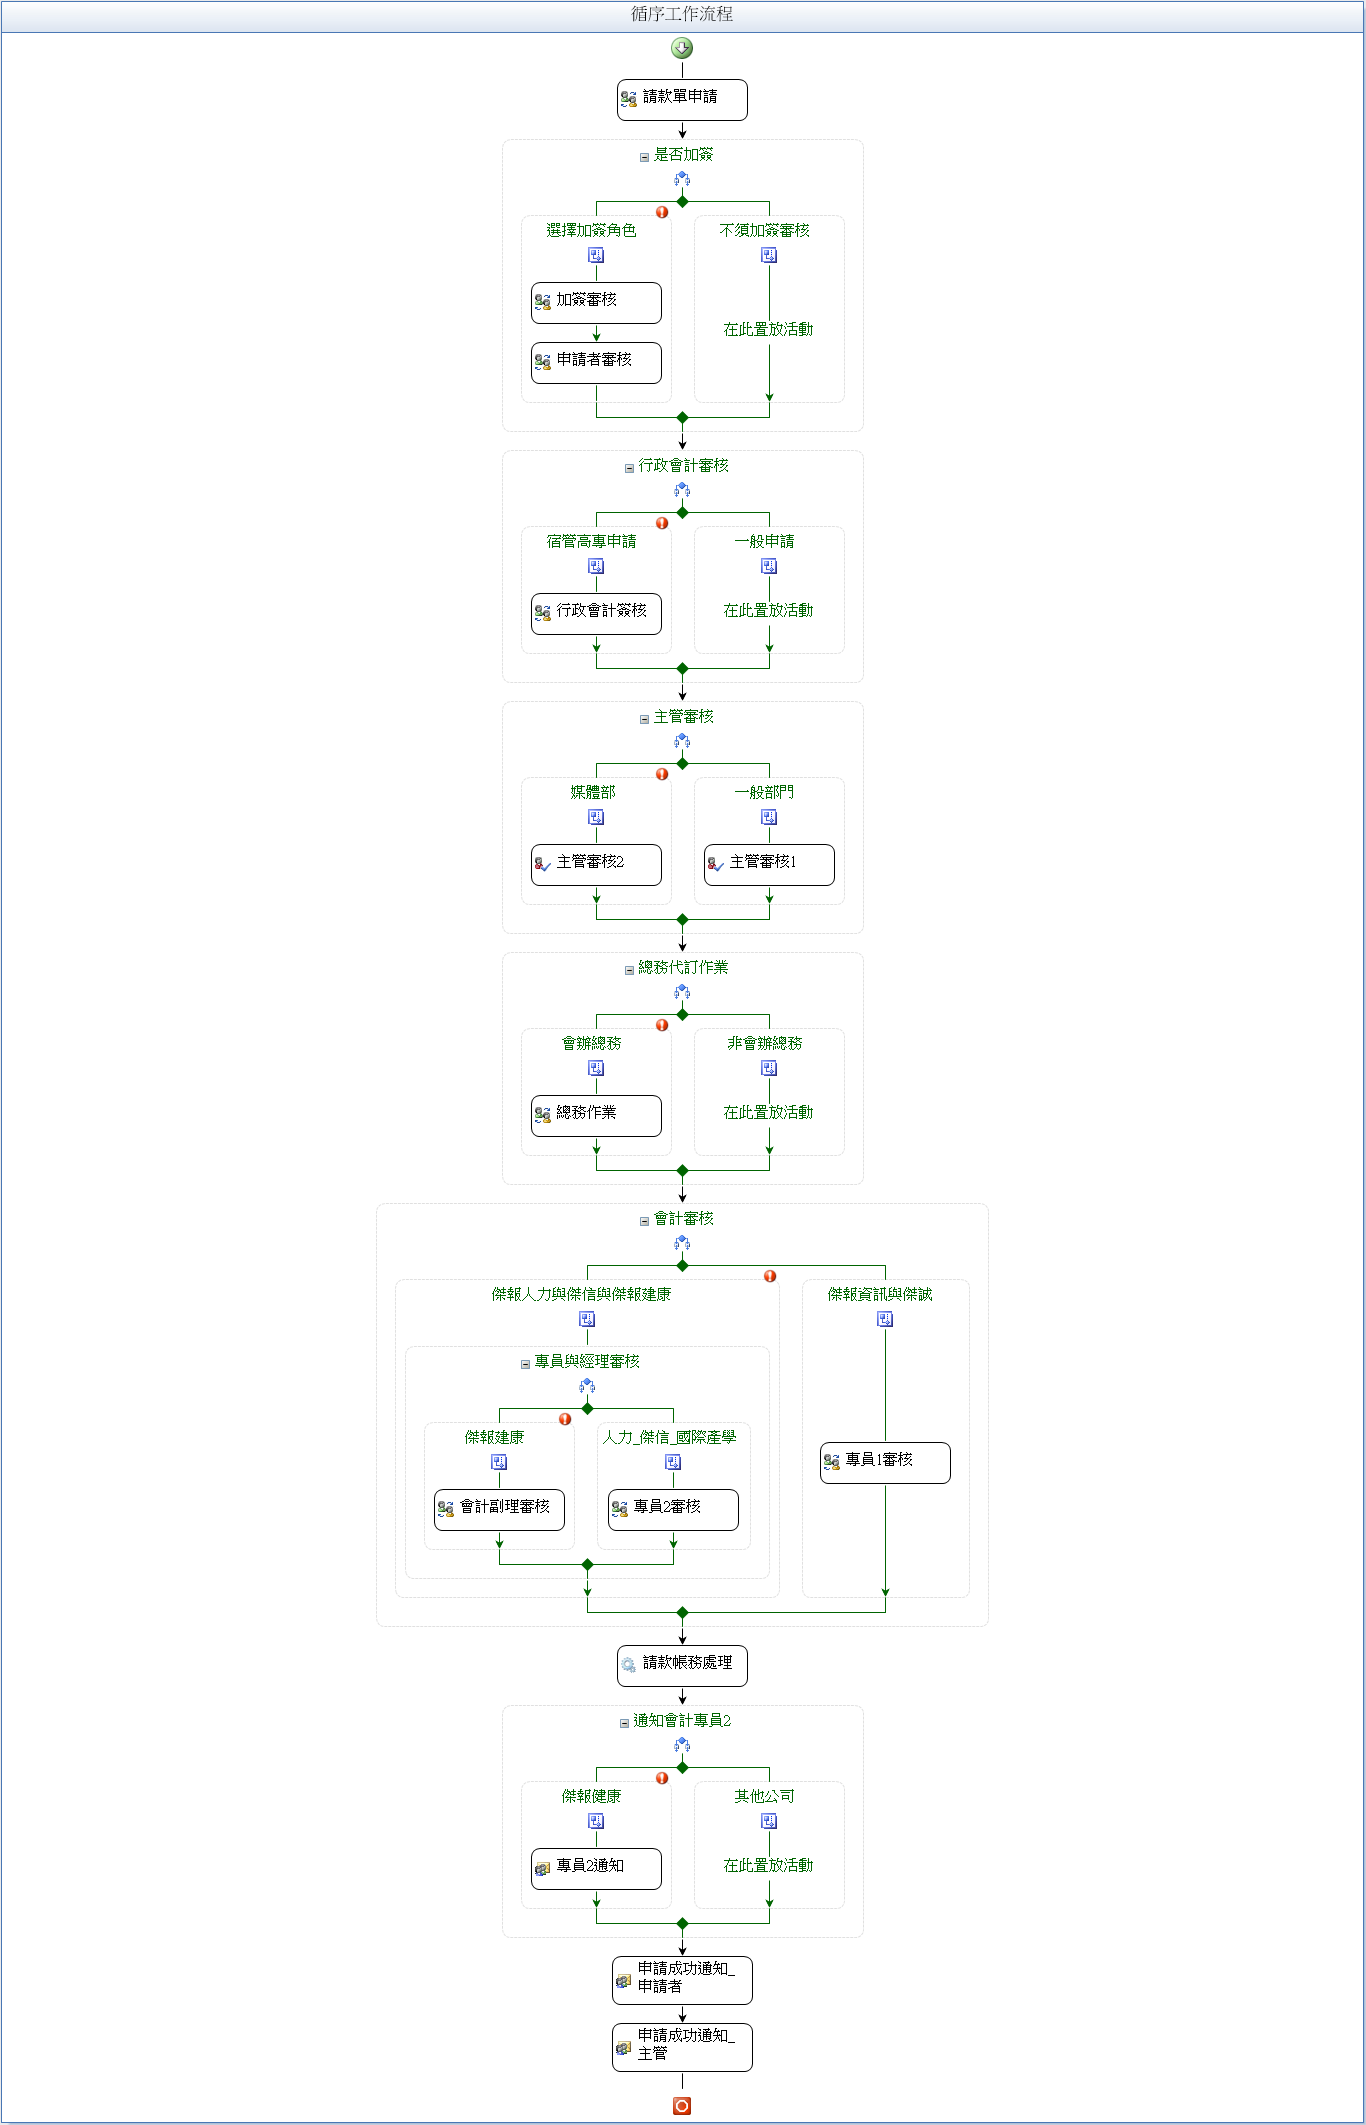 循序工作流程
請款單申請
是否加簽
選擇加簽角色
不須加簽審核
加簽審核
在此置放活動
申請者審核
行政會計審核
宿管高專申請
一般申請
行政會計簽核
在此置放活動
主管審核
媒體部
一般部門
主管審核2
主管審核1
總務代訂作業
會辦總務
非會辦總務
總務作業
在此置放活動
會計審核
傑報人力與傑信與傑報建康
傑報資訊與傑誠
專員與經理審核
傑報建康
人力_傑信_國際產學
專員1審核
會計副理審核
專員2審核
請款帳務處理
通知會計專員2
傑報健康
其他公司
專員2通知
在此置放活動
申請成功通知_
申請者
申請成功通知_
主管